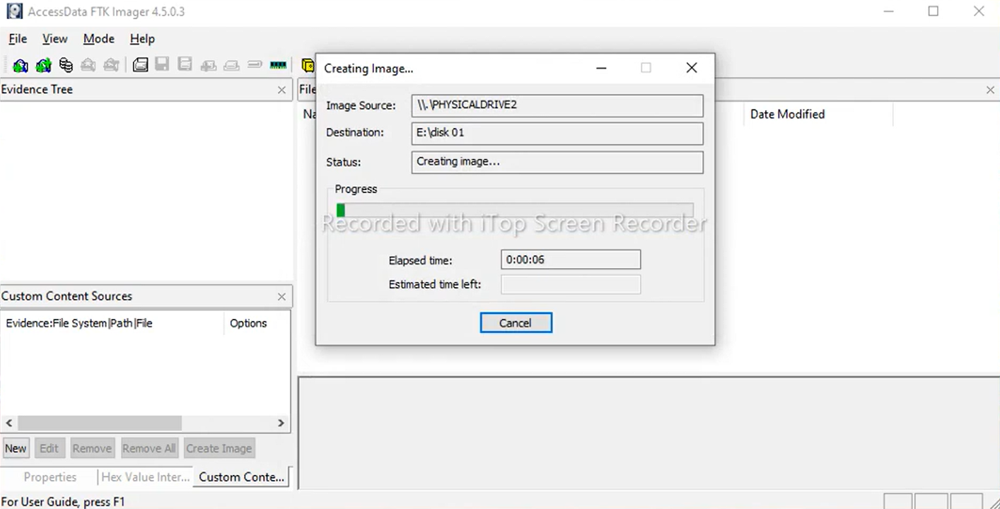 AccessData FTK Imager 4.5.0.3
File View Mode Help
Evidence Tree
Custom Content Sources
Evidence:File System|Path|File Options
New Edit Remove Remove All Create Image
Properties Hex Value Inter... Custom Conte...
File
Na
Date Modified
Creating Image...
Image Source: \\.\PHYSICALDRIVE2
Destination: E:\disk 01
Status: Creating image...
Progress
Recorded with iTop Screen Recorder
Elapsed time: 0:00:06
Estimated time left:
Cancel
For User Guide, press F1